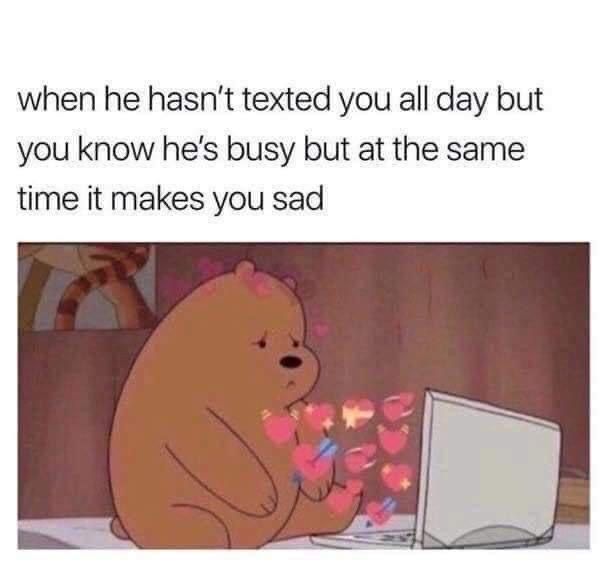 when he hasn't texted you all day but
you know he's busy but at the same
time it makes you sad